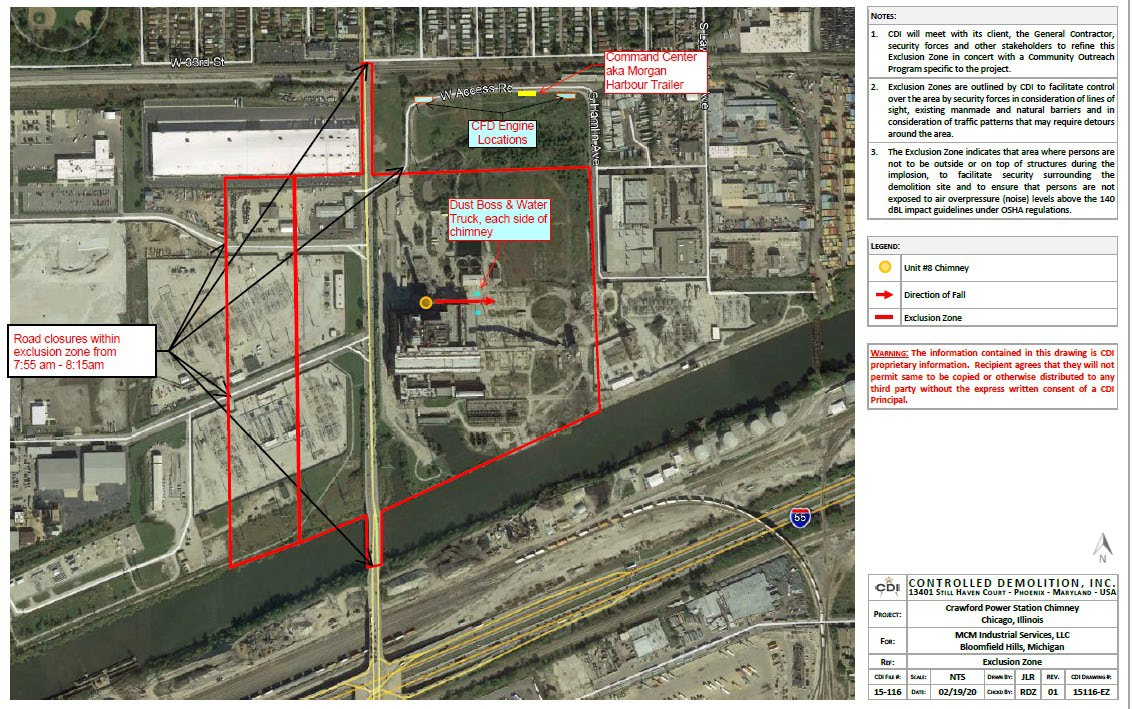 W 33rd St
S Law
Ave
Command Center
aka Morgan
Harbour Trailer
W Access Rd
S Hamlin Ave
CFD Engine
Locations
Dust Boss & Water
Truck, each side of
chimney
Road closures within
exclusion zone from
7:55 am - 8:15am
55
N
NOTES:
1. CDI will meet with its client, the General Contractor,
security forces and other stakeholders to refine this
Exclusion Zone in concert with a Community Outreach
Program specific to the project.
2. Exclusion Zones are outlined by CDI to facilitate control
over the area by security forces in consideration of lines of
sight, existing manmade and natural barriers and in
consideration of traffic patterns that may require detours
around the area.
3. The Exclusion Zone indicates that area where persons are
not to be outside or on top of structures during the
implosion, to facilitate security surrounding the
demolition site and to ensure that persons are not
exposed to air overpressure (noise) levels above the 140
dBL impact guidelines under OSHA regulations.
LEGEND:
Unit #8 Chimney
Direction of Fall
Exclusion Zone
WARNING: The information contained in this drawing is CDI
proprietary information. Recipient agrees that they will not
permit same to be copied or otherwise distributed to any
third party without the express written consent of a CDI
Principal.
CDI
CONTROLLED DEMOLITION, INC.
13401 STILL HAVEN COURT - PHOENIX - MARYLAND - USA
PROJECT: Crawford Power Station Chimney
Chicago, Illinois
FOR: MCM Industrial Services, LLC
Bloomfield Hills, Michigan
REF: Exclusion Zone
CDI FILE #: SCALE: NTS DRWN BY: JLR REV. CDI DRAWING #:
15-116 DATE: 02/19/20 CHCKD BY: RDZ 01 15116-EZ